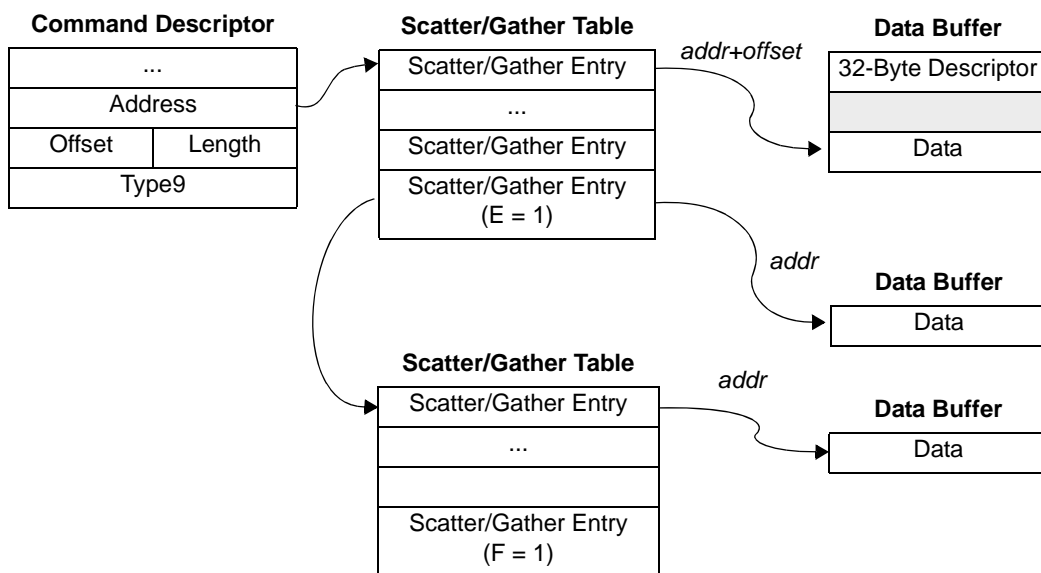 Command Descriptor
...
Address
Offset Length
Type9
Scatter/Gather Table
Scatter/Gather Entry
...
Scatter/Gather Entry
Scatter/Gather Entry
(E = 1)
addr+offset
Data Buffer
32-Byte Descriptor
Data
addr
Data Buffer
Data
Scatter/Gather Table
Scatter/Gather Entry
...
Scatter/Gather Entry
(F = 1)
addr
Data Buffer
Data